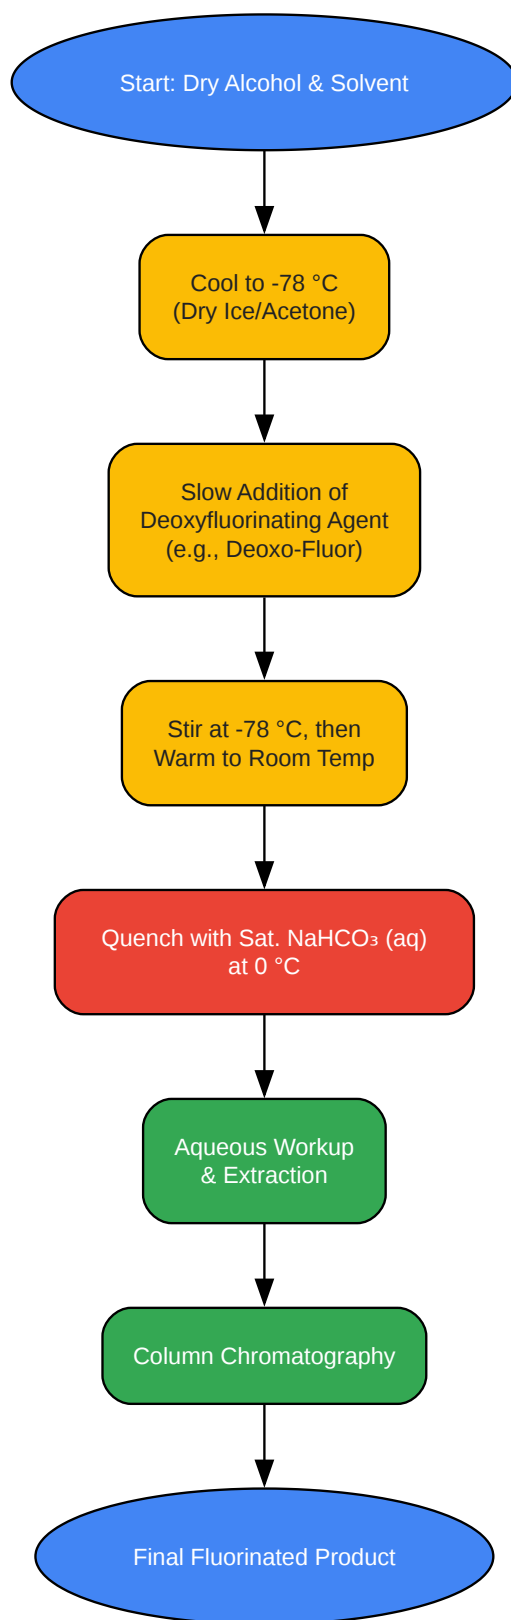 Start: Dry Alcohol & Solvent
Cool to -78 °C
(Dry Ice/Acetone)
Slow Addition of
Deoxyfluorinating Agent
(e.g., Deoxo-Fluor)
Stir at -78 °C, then
Warm to Room Temp
Quench with Sat. NaHCO₃ (aq)
at 0 °C
Aqueous Workup
& Extraction
Column Chromatography
Final Fluorinated Product